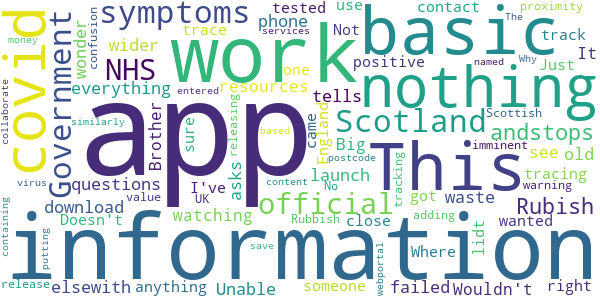 covid
symptoms
Government
NHS
wider
wonder
confusion
trace
phone
tested
Not
use
The
contact
proximity
money
services
one
resources
positive
Just
track
It
Why
named
work
basic
app
This
nothing
information
official
Scotland
Scottish
England
came
entered
tells
Big
launch
Brother
sure
everything
similarly
releasing
collaborate
questions
I've
UK
asks
watching
download
value
Doesn't
virus
based
No
postcode
content
tracking
see
old
tracing
imminent
andstops
Rubish
warning
waste
adding
got
close
Where
lidt
wanted
right
failed
Wouldn't
webportal
someone
save
Rubbish
Unable
anything
elsewith
putting
release
containing